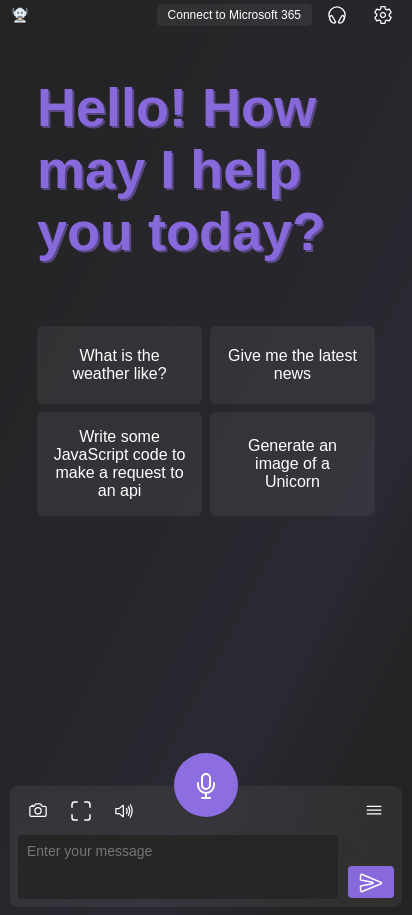 Connect to Microsoft 365
Hello! How
may I help
you today?
What is the
weather like?
Give me the latest
news
Write some
JavaScript code to
make a request to
an api
Generate an
image of a
Unicorn
Enter your message